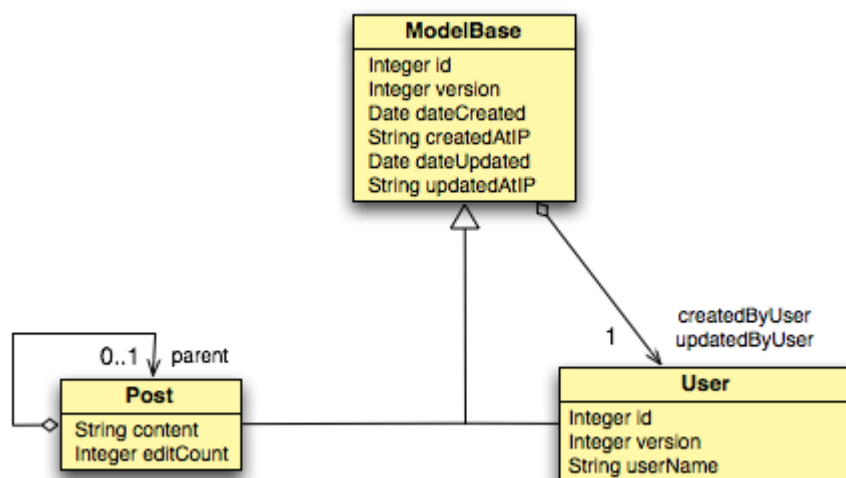 ModelBase
Integer id
Integer version
Date dateCreated
String createdAtIP
Date dateUpdated
String updatedAtIP
createdByUser
1 updatedByUser
0..1 parent
Post
String content
Integer editCount
User
Integer id
Integer version
String userName